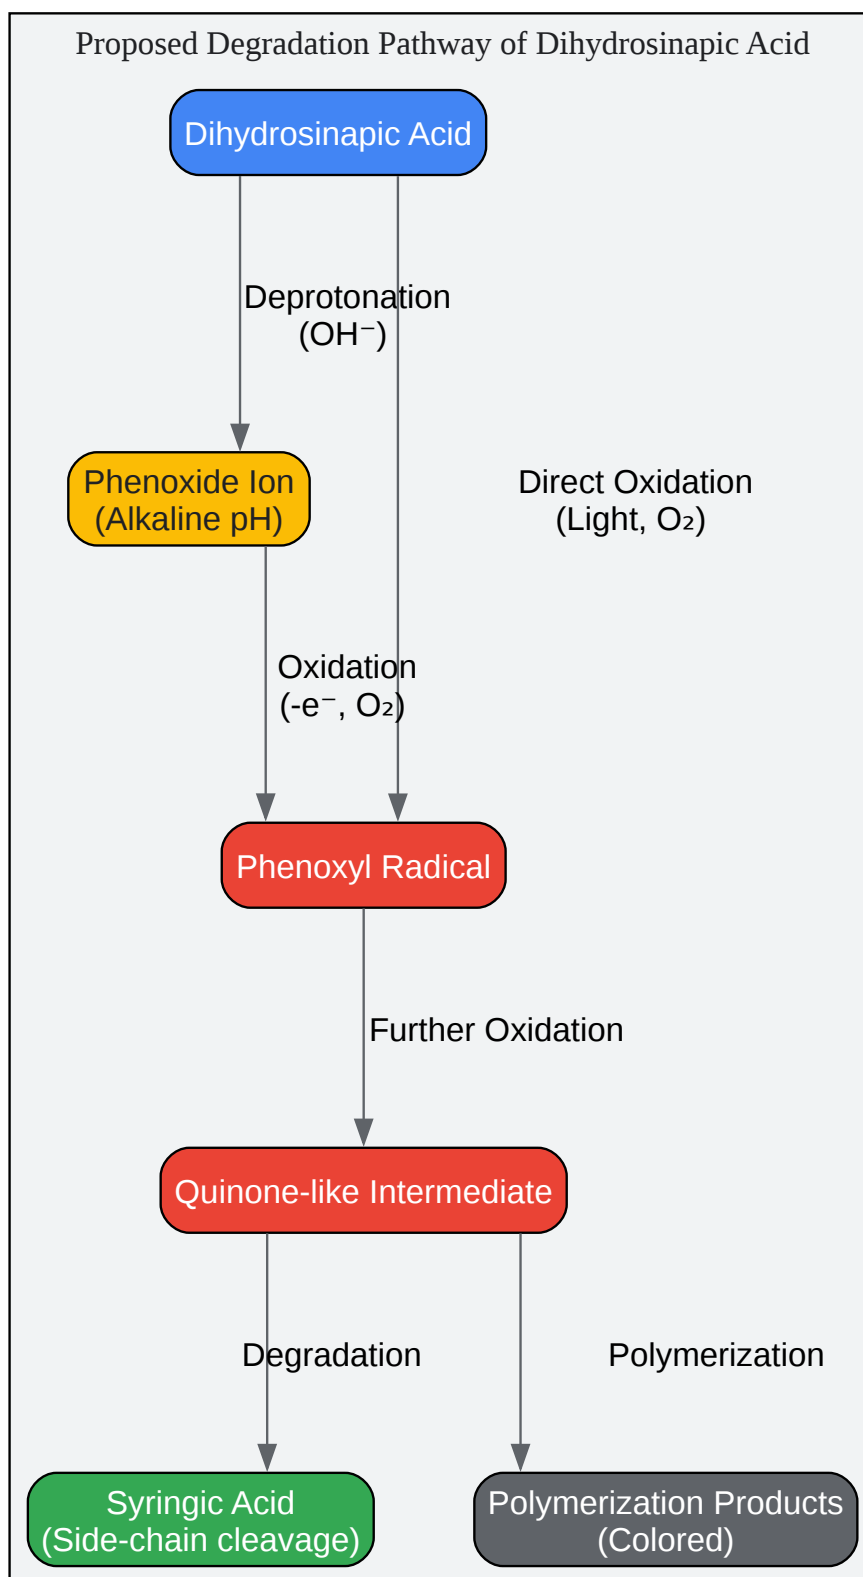 Proposed Degradation Pathway of Dihydrosinapic Acid
Dihydrosinapic Acid
Deprotonation
(OH⁻)
Phenoxide Ion
(Alkaline pH)
Direct Oxidation
(Light, O₂)
Oxidation
(-e⁻, O₂)
Phenoxyl Radical
Further Oxidation
Quinone-like Intermediate
Degradation
Polymerization
Syringic Acid
(Side-chain cleavage)
Polymerization Products
(Colored)